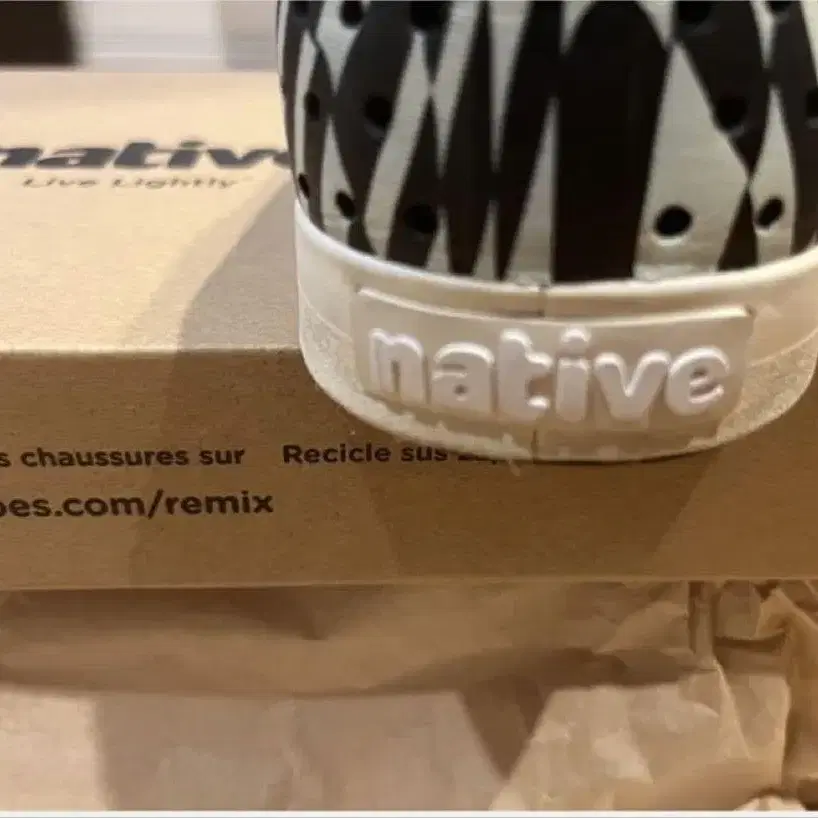 native
Live Lightly
native
s chaussures sur Recicle sus
oes.com/remix